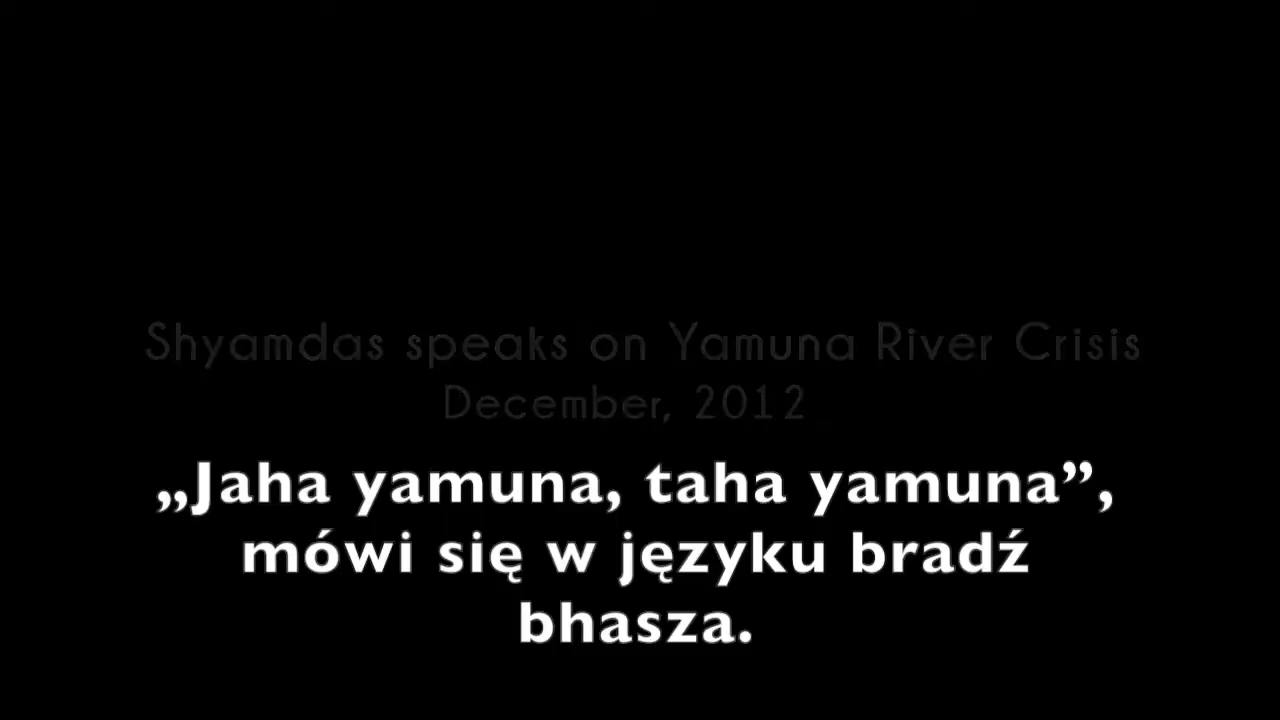 Shyamdas speaks on Yamuna River Crisis
December, 2012
„Jaha yamuna, taha yamuna”,
mówi się w języku bradź
bhasza.